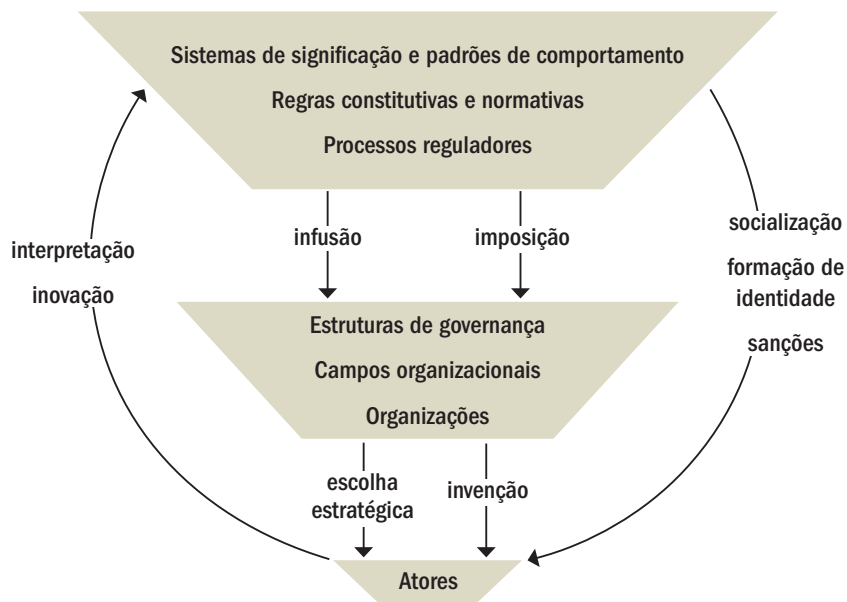 Sistemas de significação e padrões de comportamento
Regras constitutivas e normativas
Processos reguladores
infusão
imposição
interpretação
inovação
socialização
formação de
identidade
sanções
Estruturas de governança
Campos organizacionais
Organizações
escolha
estratégica
invenção
Atores